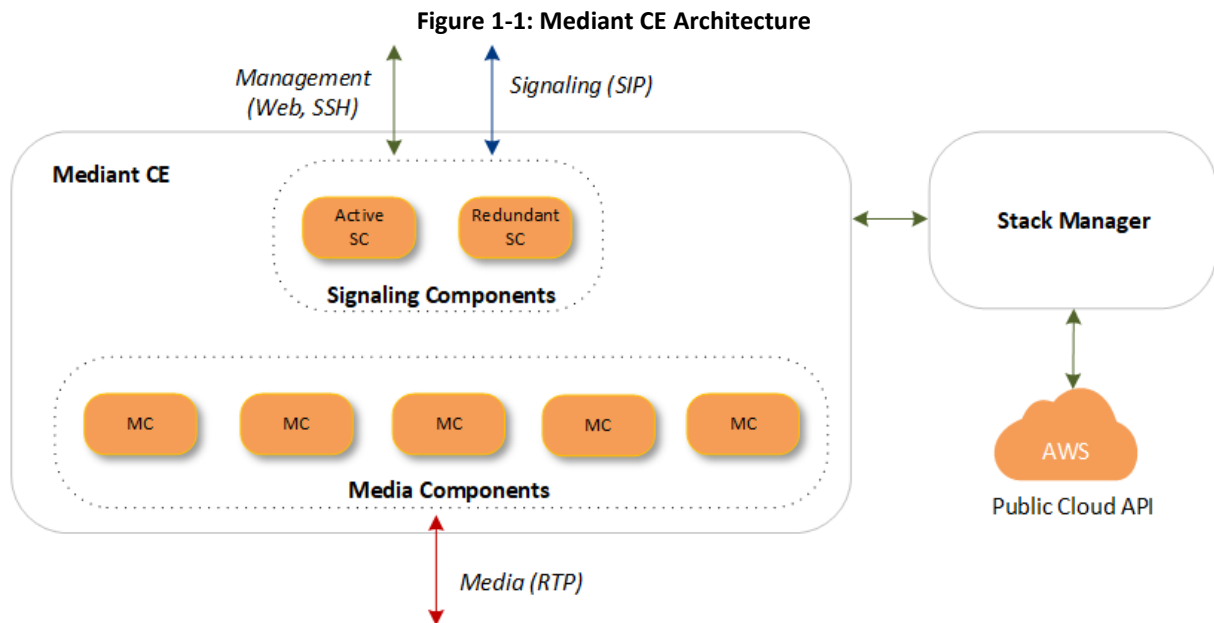 Figure 1-1: Mediant CE Architecture
Management
(Web, SSH)
Signaling (SIP)
Mediant CE
Active
SC
Redundant
SC
Signaling Components
Stack Manager
MC
MC
MC
MC
MC
Media Components
AWS
Public Cloud API
Media (RTP)